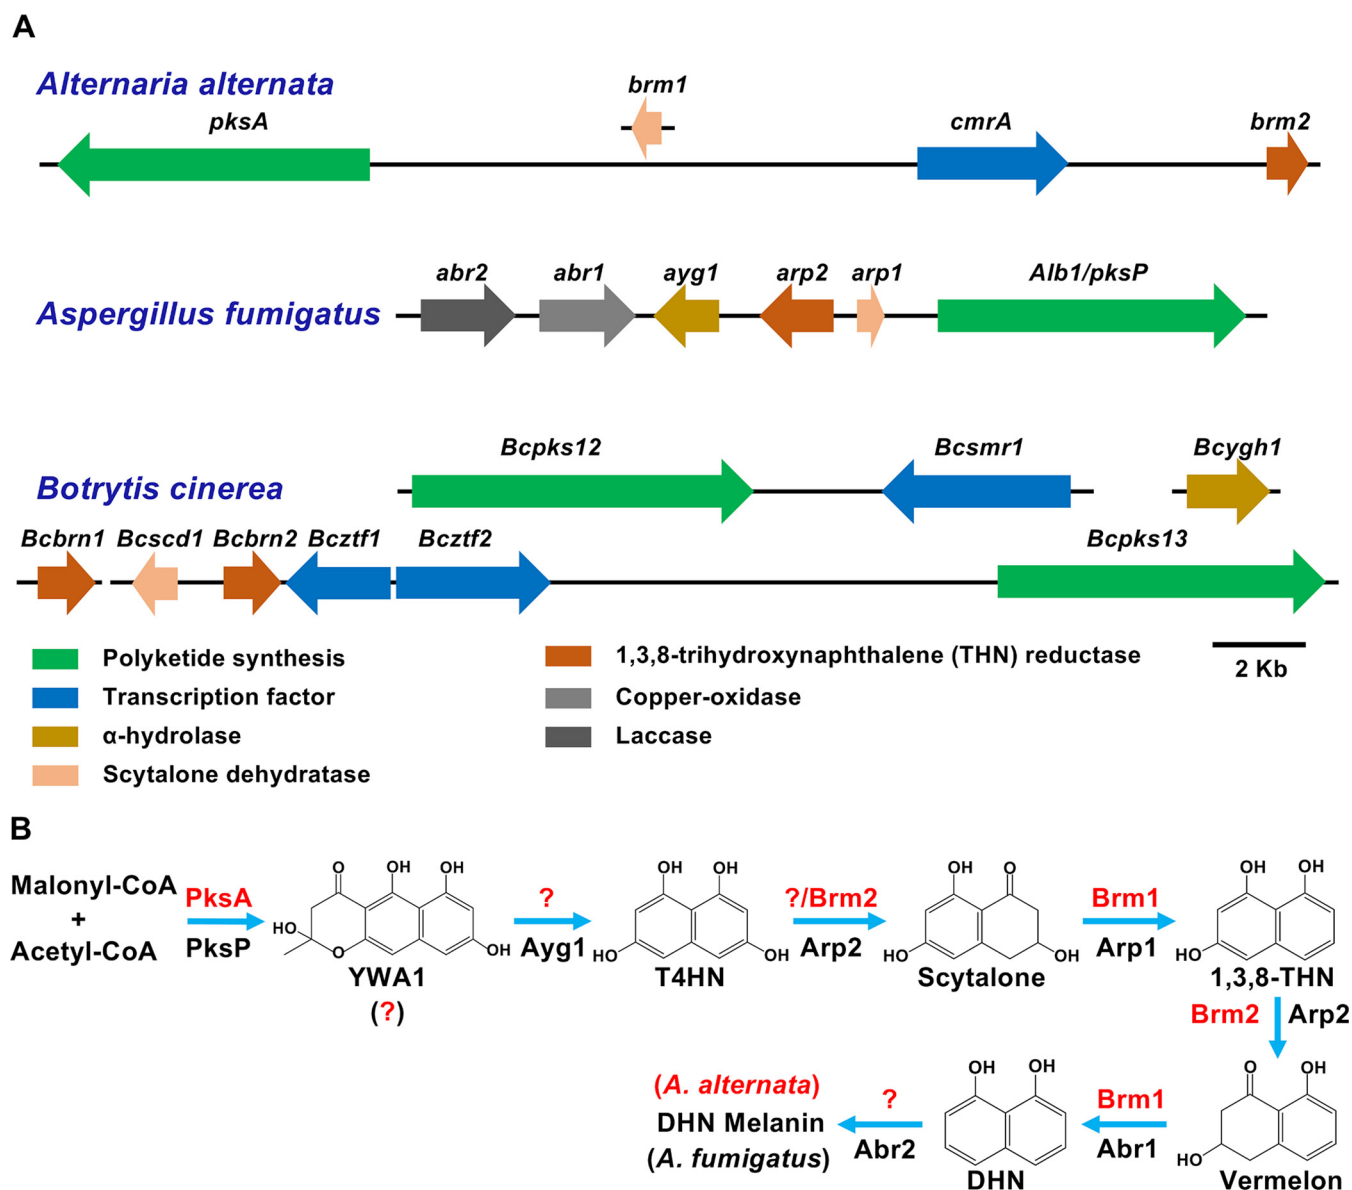 A
Alternaria alternata
pksA
brm1
cmrA
brm2
Aspergillus fumigatus
abr2
abr1
ayg1
arp2
arp1
Alb1/pksP
Botrytis cinerea
Bcpks12
Bcsmr1
Bcygh1
Bcbrn1
Bcscd1
Bcbrn2
Bcztf1
Bcztf2
Bcpks13
Polyketide synthesis
Transcription factor
α-hydrolase
Scytalone dehydratase
1,3,8-trihydroxynaphthalene (THN) reductase
Copper-oxidase
Laccase
2 Kb
B
Malonyl-CoA
+
Acetyl-CoA
PksA
PksP
O
OH
OH
HO
O
OH
YWA1
(?)
?
Ayg1
OH
OH
HO
OH
T4HN
?/Brm2
Arp2
OH
O
HO
OH
Scytalone
Brm1
Arp1
OH
OH
HO
1,3,8-THN
Brm2
Arp2
O
OH
HO
Vermelon
Brm1
Abr1
OH
OH
DHN
?
Abr2
(A. alternata)
DHN Melanin
(A. fumigatus)